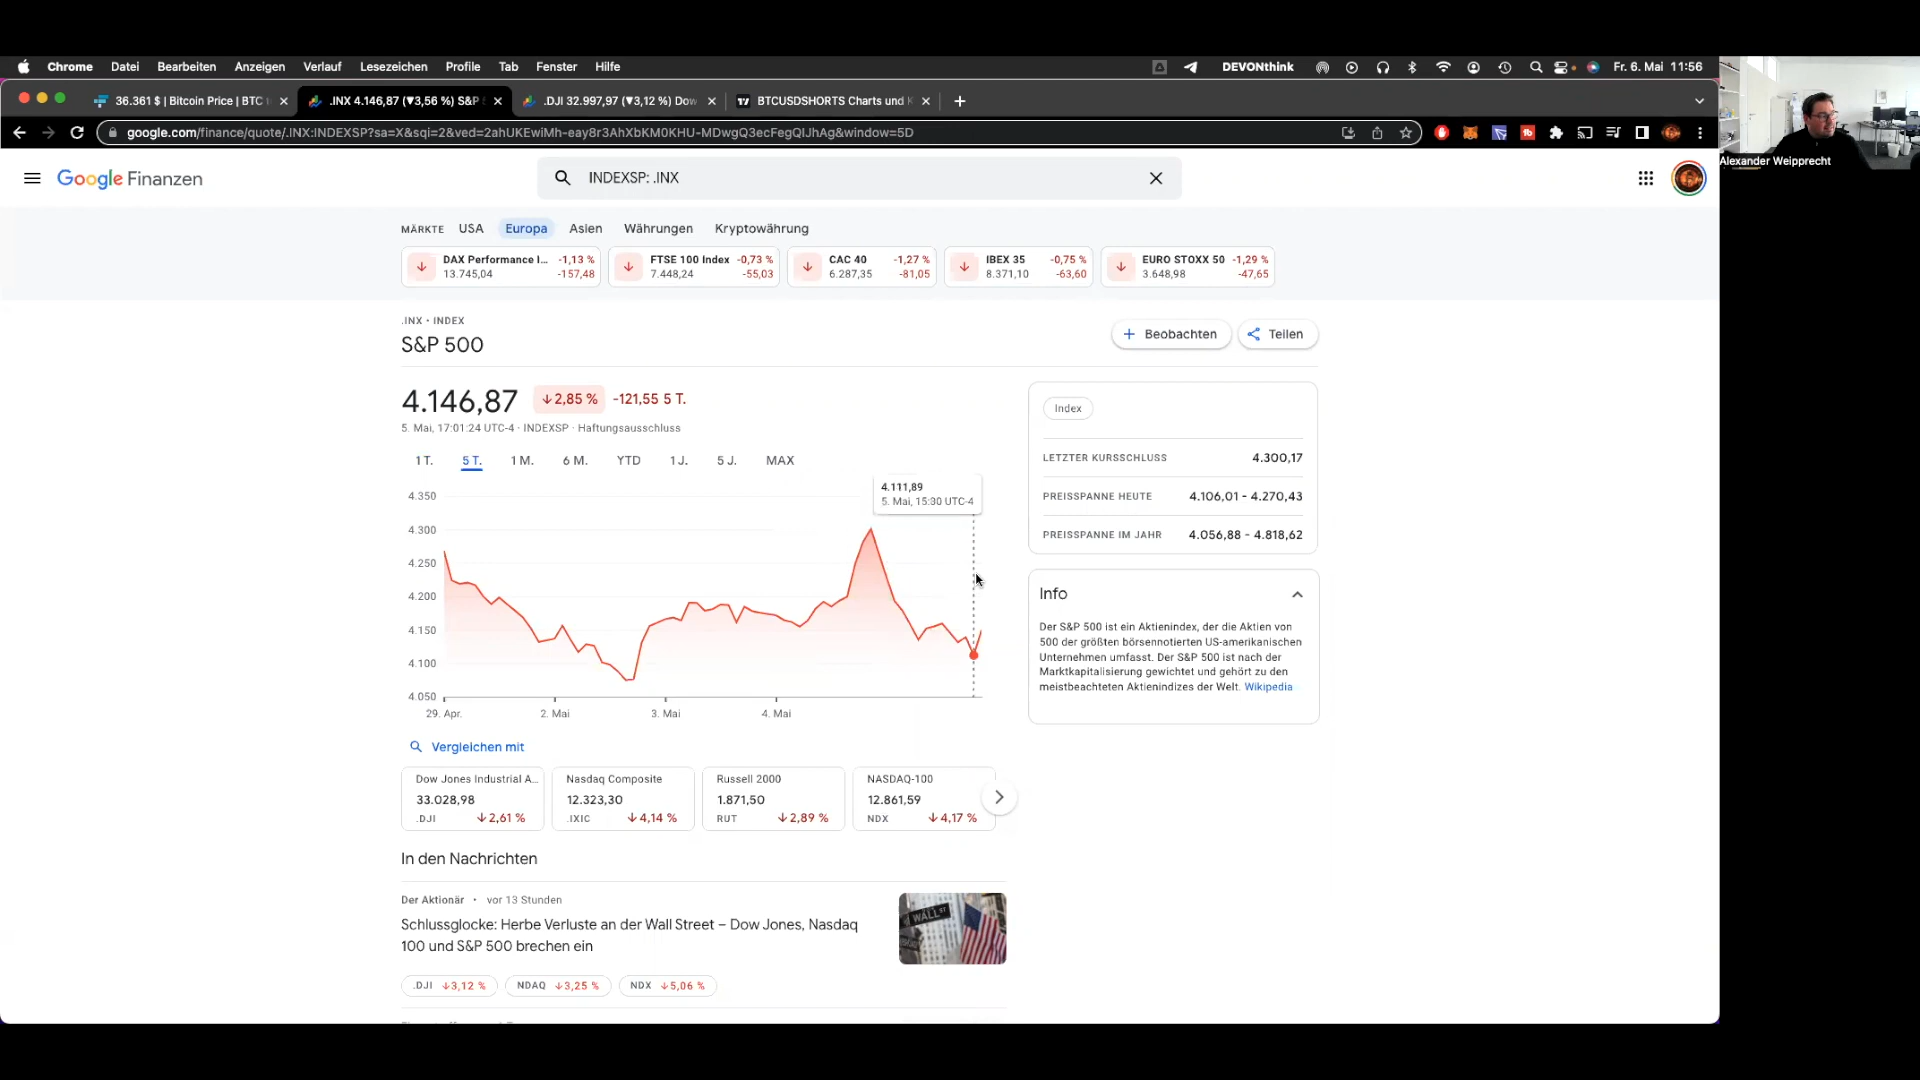 Chrome Datei Bearbeiten Anzeigen Verlauf Lesezeichen Profile Tab Fenster Hilfe DEVONthink Fr. 6. Mai 11:56
36.361 $ | Bitcoin Price | BTC .INX 4.146,87 (▼3,56 %) S&P .DJI 32.997,97 (▼3,12 %) Dow BTCUSDSHORTS Charts und
google.com/finance/quote/.INX:INDEXSP?sa=X&sqi=2&ved=2ahUKEwiMh-eay8r3AhXbKM0KHU-MDwgQ3ecFegQIJhAg&window=5D
Alexander Weipprecht
Google Finanzen
INDEXSP: .INX
MÄRKTE USA Europa Asien Währungen Kryptowährung
DAX Performance I... -1,13 % FTSE 100 Index -0,73 % CAC 40 -1,27 % IBEX 35 -0,75 % EURO STOXX 50 -1,29 %
13.745,04 -157,48 7.448,24 -55,03 6.287,35 -81,05 8.371,10 -63,60 3.648,98 -47,65
.INX • INDEX
S&P 500
Beobachten Teilen
4.146,87 ↓2,85 % -121,55 5 T.
5. Mai, 17:01:24 UTC-4 · INDEXSP · Haftungsausschluss
1 T. 5 T. 1 M. 6 M. YTD 1 J. 5 J. MAX
4.111,89
5. Mai, 15:30 UTC-4
4.350
4.300
4.250
4.200
4.150
4.100
4.050
29. Apr. 2. Mai 3. Mai 4. Mai
Index
LETZTER KURSSCHLUSS 4.300,17
PREISSPANNE HEUTE 4.106,01 - 4.270,43
PREISSPANNE IM JAHR 4.056,88 - 4.818,62
Info
Der S&P 500 ist ein Aktienindex, der die Aktien von
500 der größten börsennotierten US-amerikanischen
Unternehmen umfasst. Der S&P 500 ist nach der
Marktkapitalisierung gewichtet und gehört zu den
meistbeachteten Aktienindizes der Welt. Wikipedia
Vergleichen mit
Dow Jones Industrial A... Nasdaq Composite Russell 2000 NASDAQ-100
33.028,98 12.323,30 1.871,50 12.861,59
.DJI ↓2,61 % .IXIC ↓4,14 % RUT ↓2,89 % NDX ↓4,17 %
In den Nachrichten
Der Aktionär • vor 13 Stunden
Schlussglocke: Herbe Verluste an der Wall Street – Dow Jones, Nasdaq
100 und S&P 500 brechen ein
WALL ST
.DJI ↓3,12 % NDAQ ↓3,25 % NDX ↓5,06 %